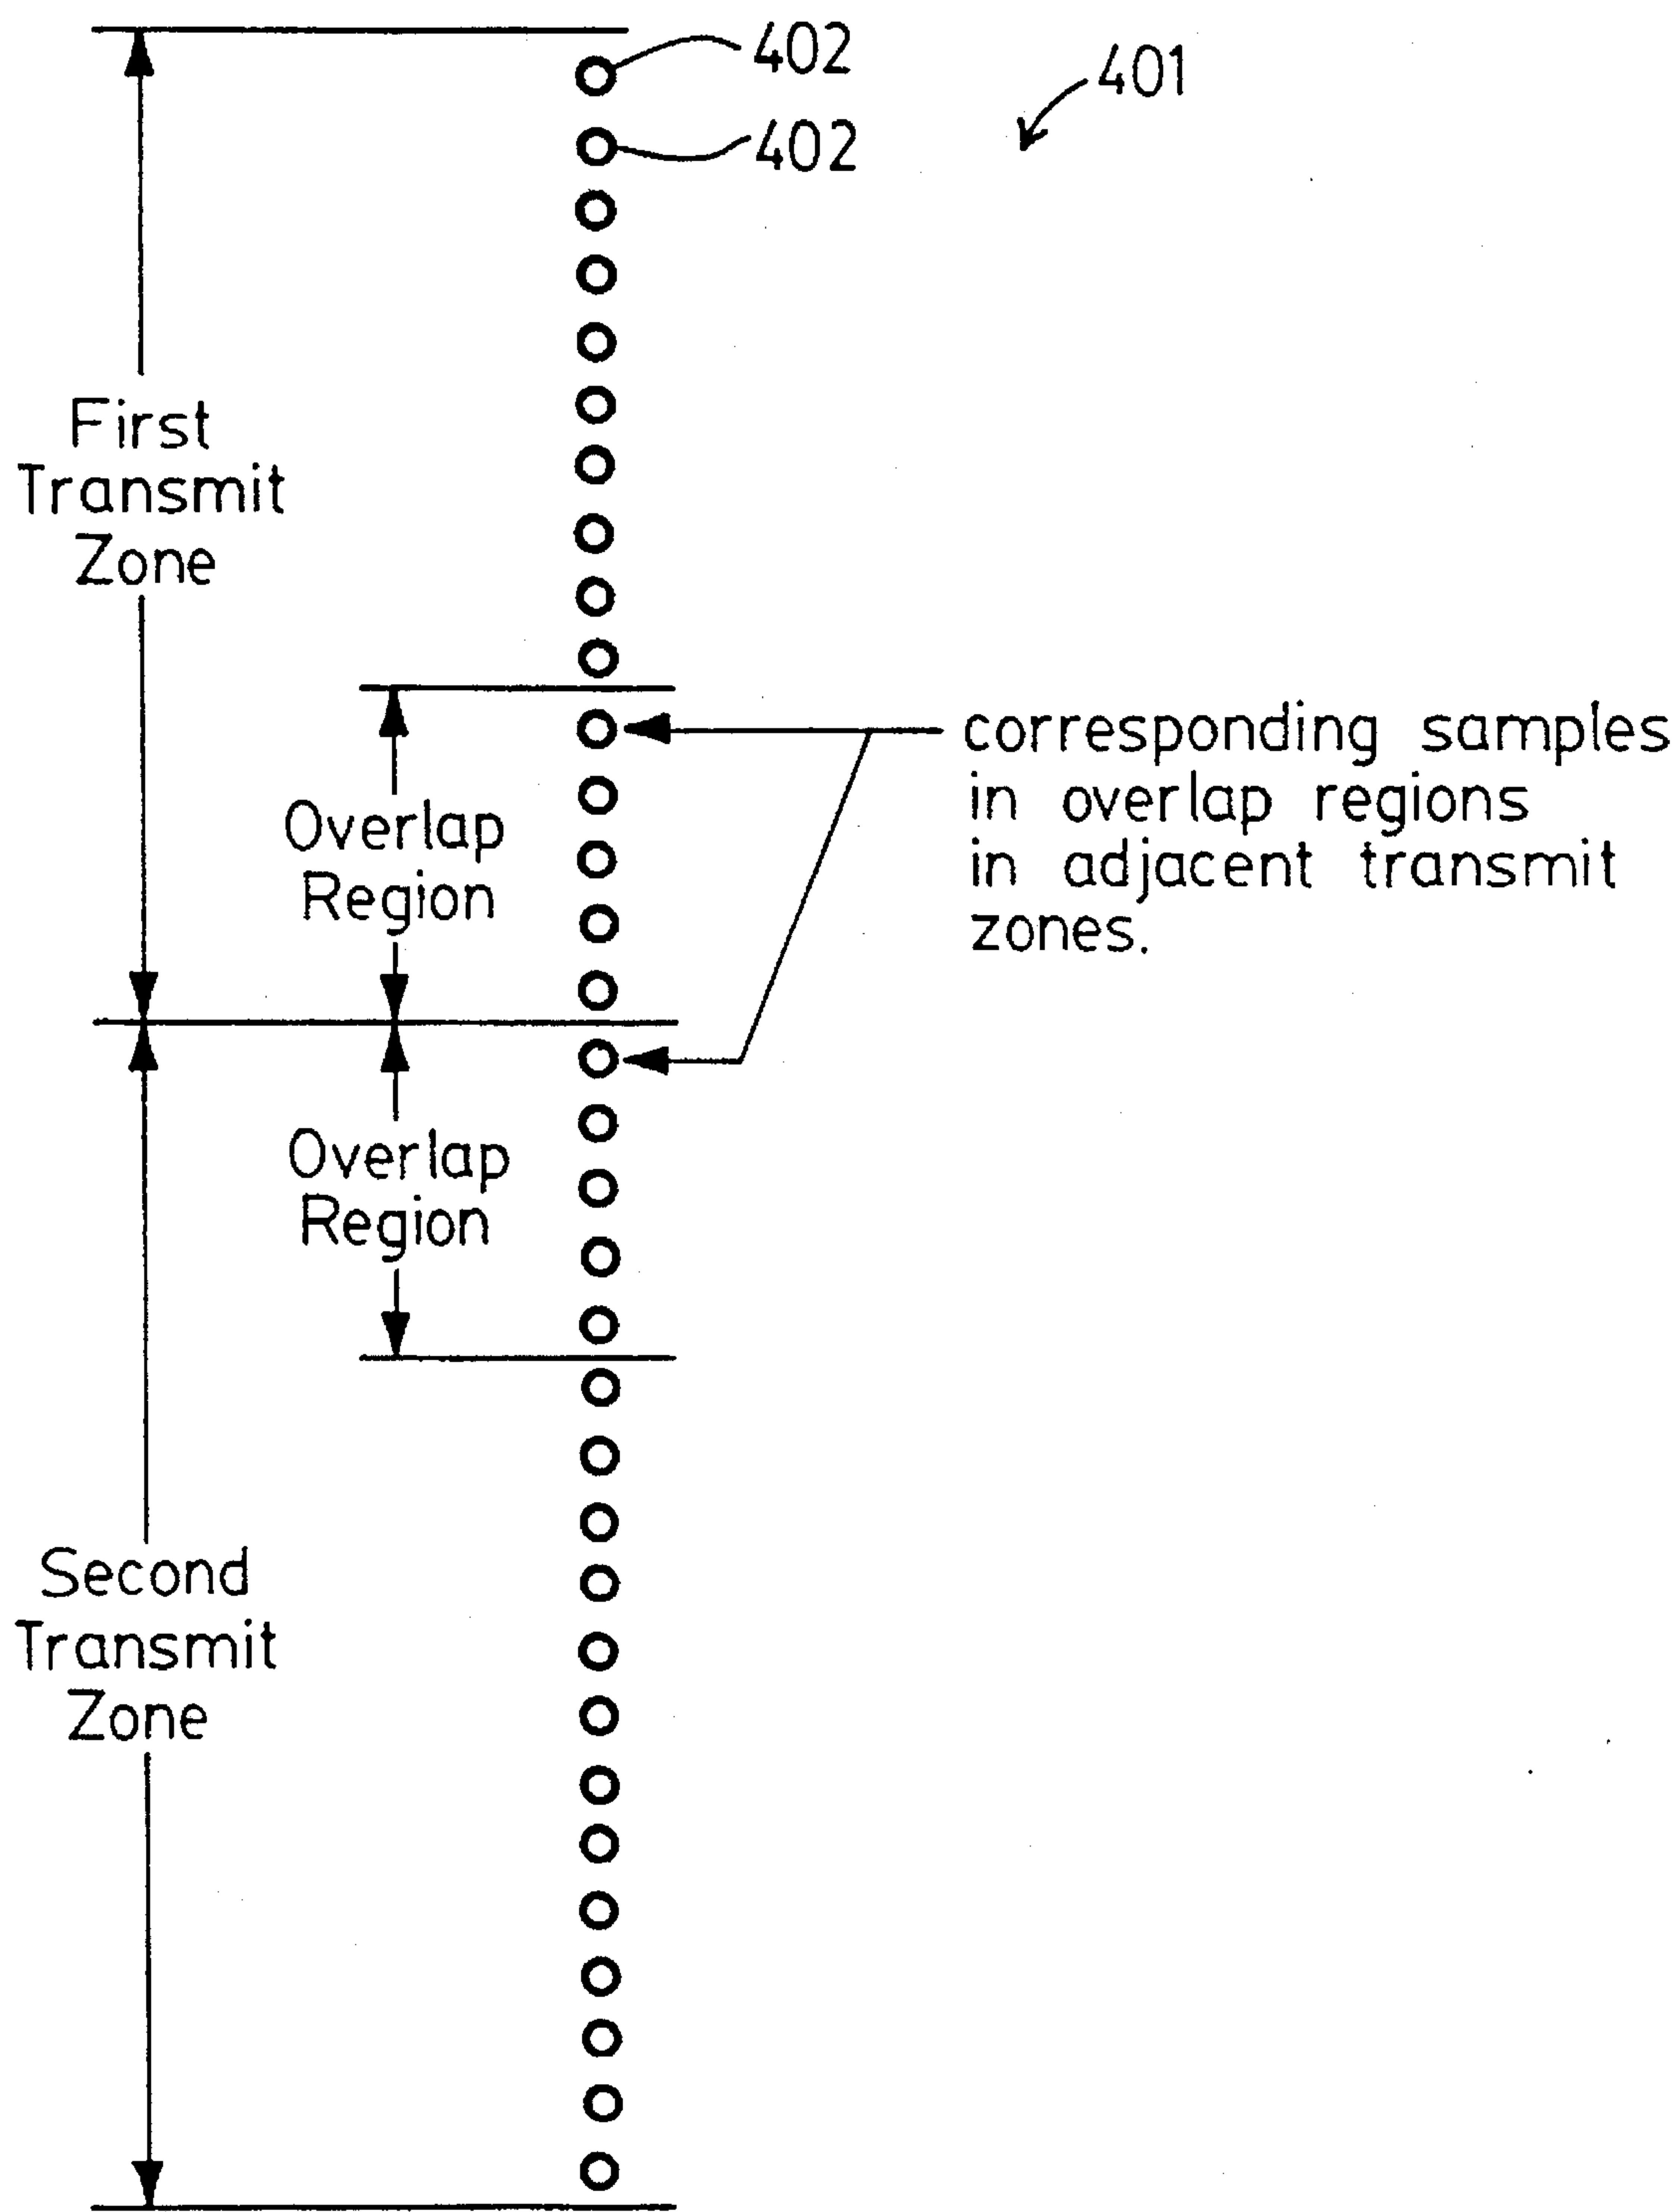 402
401
402
First
Transmit
Zone
corresponding samples
in overlap regions
in adjacent transmit
zones.
Overlap
Region
Overlap
Region
Second
Transmit
Zone